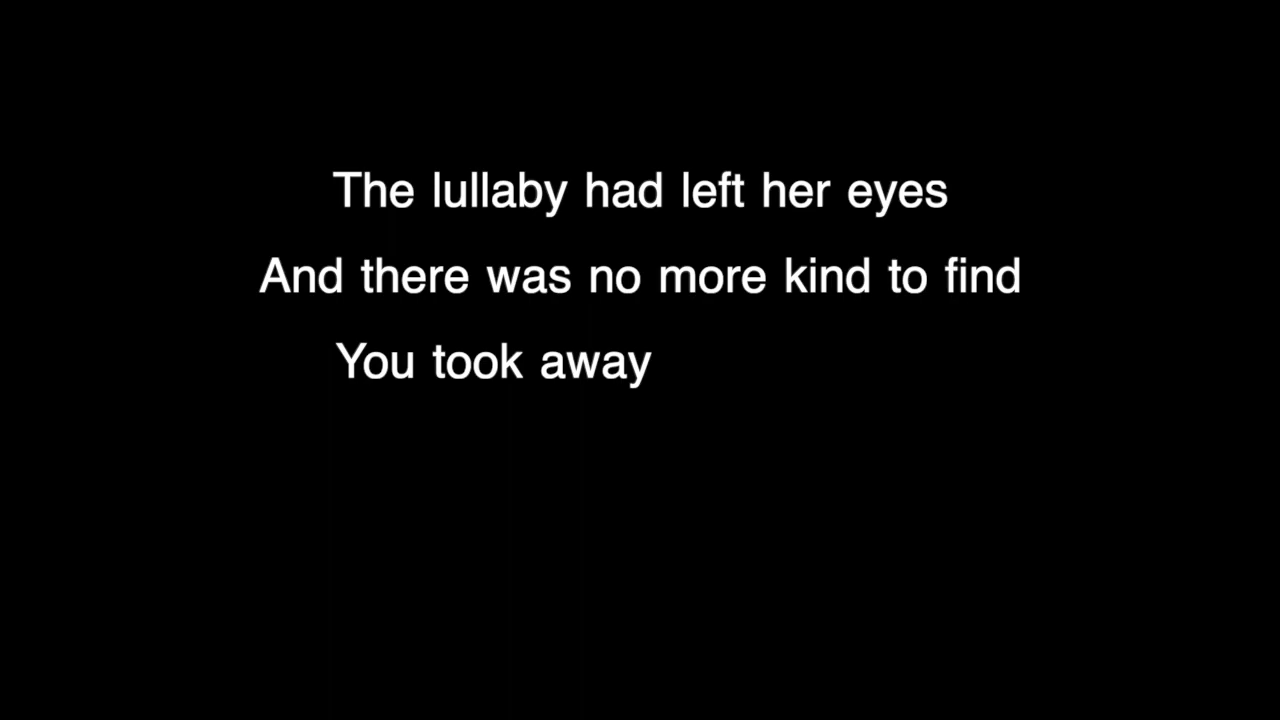 The lullaby had left her eyes
And there was no more kind to find
You took away